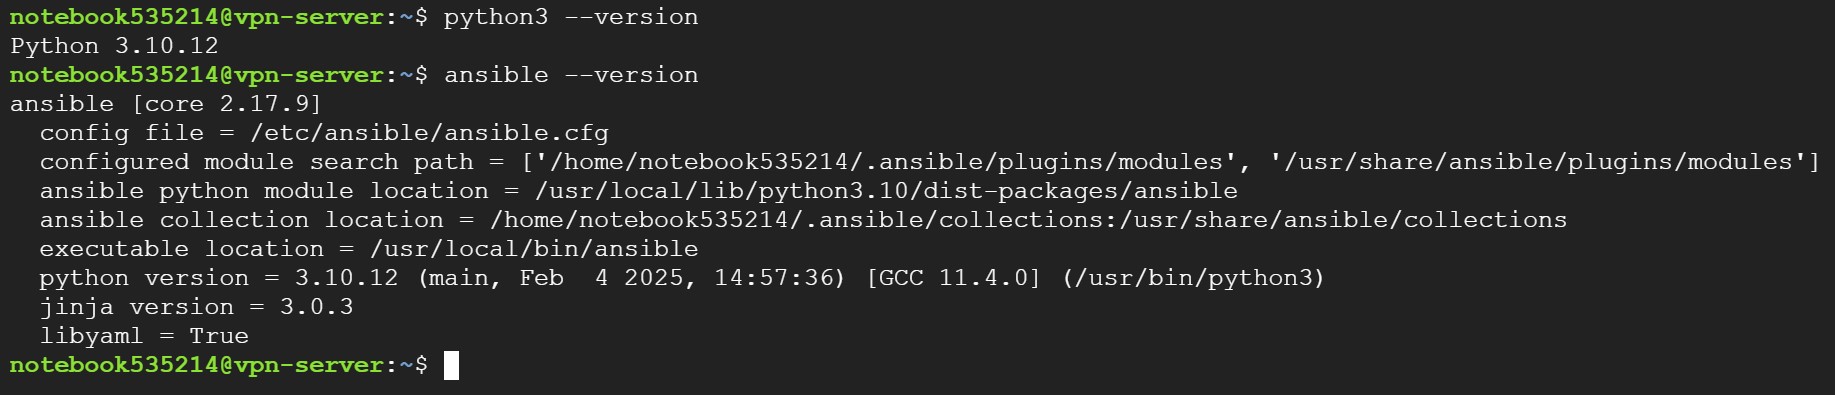 notebook535214@vpn-server:~$ python3 --version
Python 3.10.12
notebook535214@vpn-server:~$ ansible --version
ansible [core 2.17.9]
  config file = /etc/ansible/ansible.cfg
  configured module search path = ['/home/notebook535214/.ansible/plugins/modules', '/usr/share/ansible/plugins/modules']
  ansible python module location = /usr/local/lib/python3.10/dist-packages/ansible
  ansible collection location = /home/notebook535214/.ansible/collections:/usr/share/ansible/collections
  executable location = /usr/local/bin/ansible
  python version = 3.10.12 (main, Feb  4 2025, 14:57:36) [GCC 11.4.0] (/usr/bin/python3)
  jinja version = 3.0.3
  libyaml = True
notebook535214@vpn-server:~$